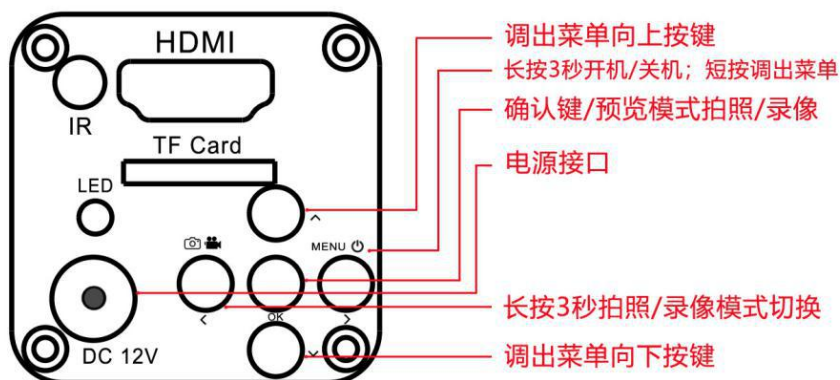 HDMI
IR
TF Card
LED
MENU
OK
DC 12V
调出菜单向上按键
长按3秒开机/关机；短按调出菜单
确认键/预览模式拍照/录像
电源接口
长按3秒拍照/录像模式切换
调出菜单向下按键